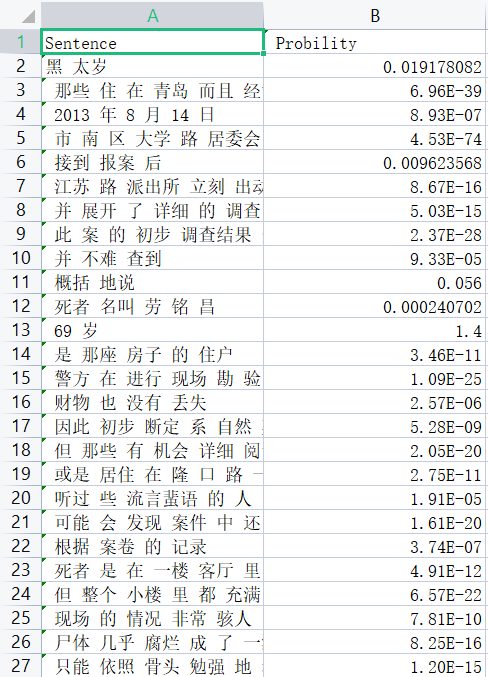 A B
1 Sentence Probility
2 黑 太岁 0.019178082
3 那些 住 在 青岛 而且 经 6.96E-39
4 2013 年 8 月 14 日 8.93E-07
5 市 南 区 大学 路 居委会 4.53E-74
6 接到 报案 后 0.009623568
7 江苏 路 派出所 立刻 出动 8.67E-16
8 并 展开 了 详细 的 调查 5.03E-15
9 此 案 的 初步 调查结果 2.37E-28
10 并 不难 查到 9.33E-05
11 概括 地说 0.056
12 死者 名叫 劳 铭 昌 0.000240702
13 69 岁 1.4
14 是 那座 房子 的 住户 3.46E-11
15 警方 在 进行 现场 勘 验 1.09E-25
16 财物 也 没有 丢失 2.57E-06
17 因此 初步 断定 系 自然 5.28E-09
18 但 那些 有 机会 详细 阅 2.05E-20
19 或是 居住 在 隆 口 路 一 2.75E-11
20 听过 些 流言蜚语 的 人 1.91E-05
21 可能 会 发现 案件 中 还 1.61E-20
22 根据 案卷 的 记录 3.74E-07
23 死者 是 在 一楼 客厅 里 4.91E-12
24 但 整个 小楼 里 都 充满 6.57E-22
25 现场 的 情况 非常 骇人 7.81E-10
26 尸体 几乎 腐烂 成 了 一 8.25E-16
27 只能 依照 骨头 勉强 地 1.20E-15